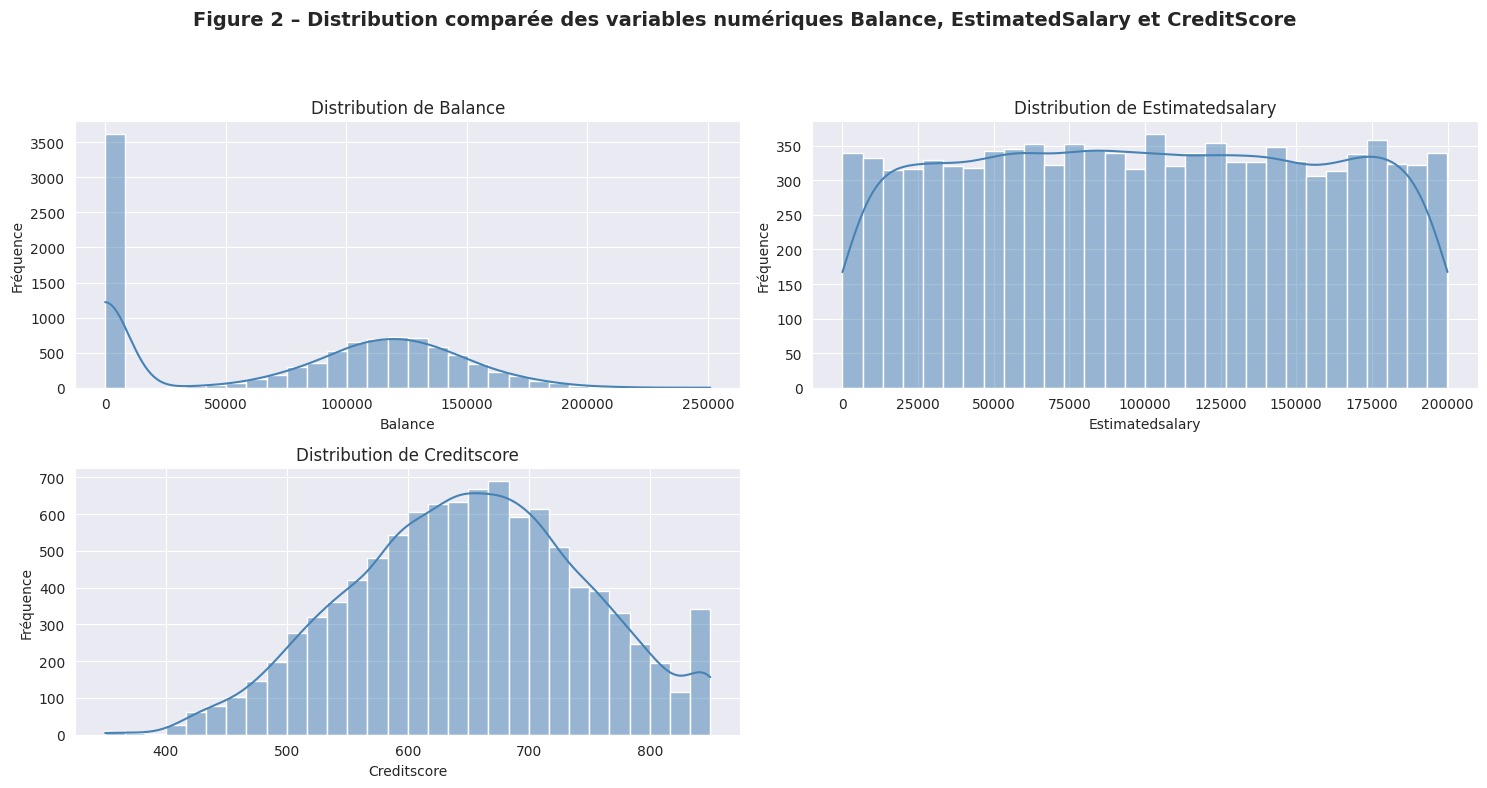 Figure 2 – Distribution comparée des variables numériques Balance, EstimatedSalary et CreditScore
Distribution de Balance
Fréquence
3500
3000
2500
2000
1500
1000
500
0
0 50000 100000 150000 200000 250000
Balance
Distribution de Estimatedsalary
Fréquence
350
300
250
200
150
100
50
0
0 25000 50000 75000 100000 125000 150000 175000 200000
Estimatedsalary
Distribution de Creditscore
Fréquence
700
600
500
400
300
200
100
0
400 500 600 700 800
Creditscore